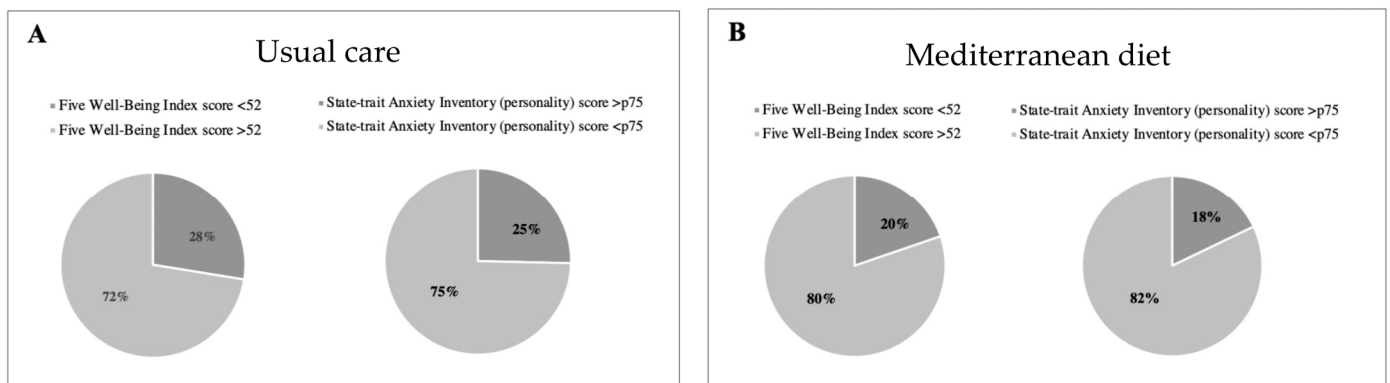 A
Usual care
Five Well-Being Index score <52
State-trait Anxiety Inventory (personality) score >p75
Five Well-Being Index score >52
State-trait Anxiety Inventory (personality) score <p75
28%
72%
25%
75%
B
Mediterranean diet
Five Well-Being Index score <52
State-trait Anxiety Inventory (personality) score >p75
Five Well-Being Index score >52
State-trait Anxiety Inventory (personality) score <p75
20%
80%
18%
82%